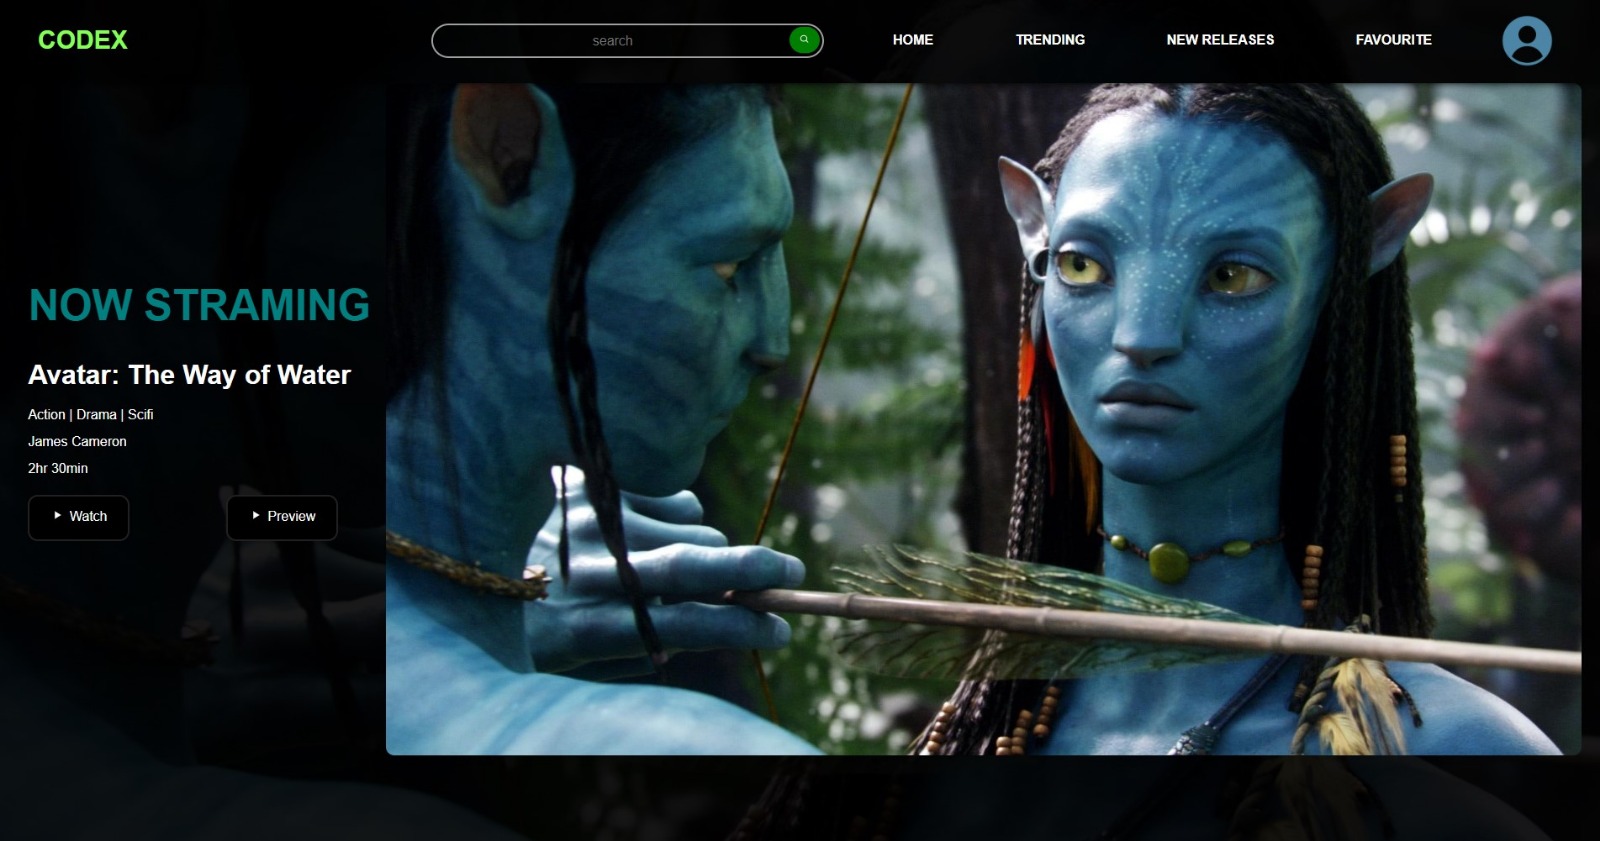 CODEX
search
HOME
TRENDING
NEW RELEASES
FAVOURITE
NOW STRAMING
Avatar: The Way of Water
Action | Drama | Scifi
James Cameron
2hr 30min
Watch
Preview